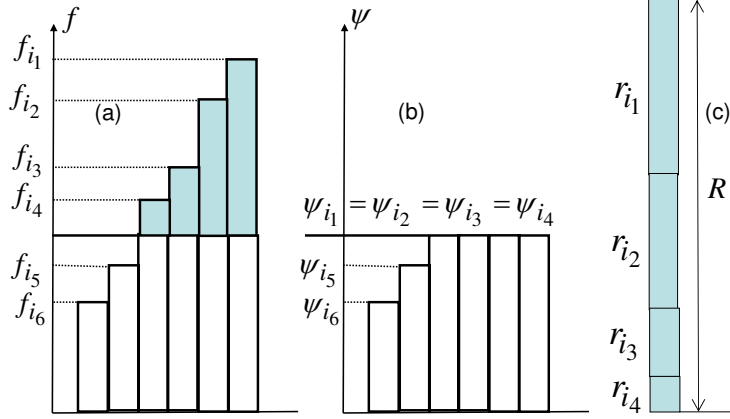 f
f_{i_1}
f_{i_2}
(a)
f_{i_3}
f_{i_4}
f_{i_5}
f_{i_6}
ψ
(b)
ψ_{i_1} = ψ_{i_2} = ψ_{i_3} = ψ_{i_4}
ψ_{i_5}
ψ_{i_6}
r_{i_1}
(c)
R
r_{i_2}
r_{i_3}
r_{i_4}